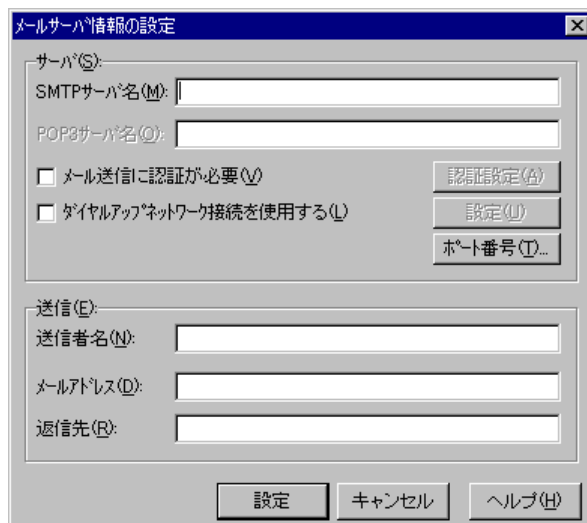 メールサーバ情報の設定
サーバ(S):
SMTPサーバ名(M):
POP3サーバ名(O):
メール送信に認証が必要(V)
認証設定(A)
ダイヤルアップネットワーク接続を使用する(L)
設定(U)
ポート番号(T)...
送信(E):
送信者名(N):
メールアドレス(D):
返信先(R):
設定
キャンセル
ヘルプ(H)